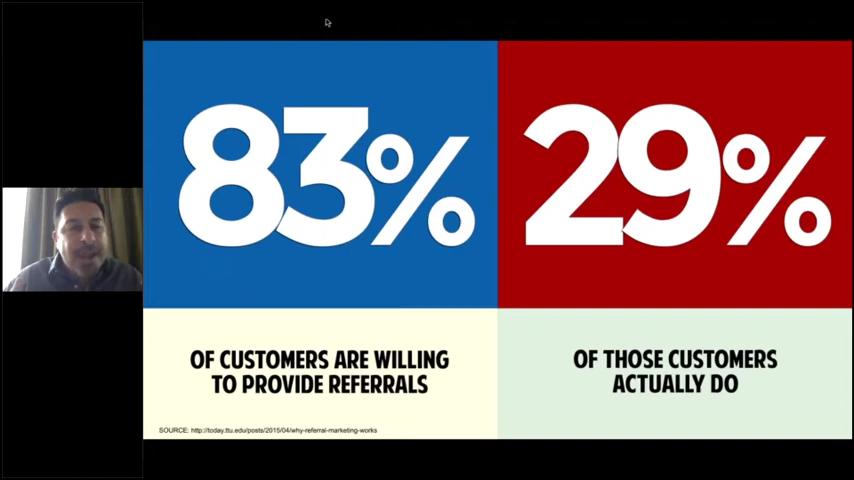 83%
29%
OF CUSTOMERS ARE WILLING
TO PROVIDE REFERRALS
OF THOSE CUSTOMERS
ACTUALLY DO
SOURCE: http://today.ttu.edu/posts/2015/04/why-referral-marketing-works